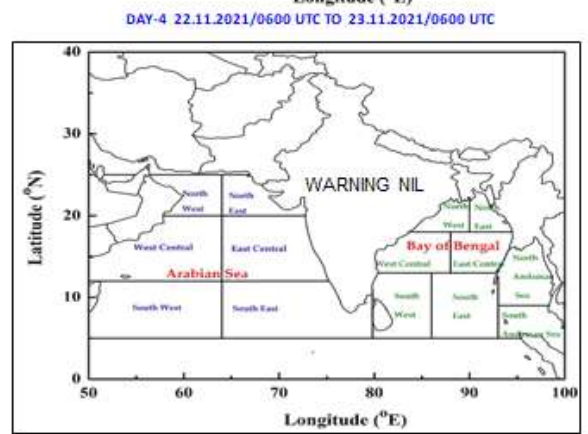 Longitude (°E)
DAY-4 22.11.2021/0600 UTC TO 23.11.2021/0600 UTC
40
30
20
10
0
Latitude (°N)
WARNING NIL
North West
North East
West Central
East Central
Arabian Sea
South West
South East
North West
North East
Bay of Bengal
West Central
East Central
South West
South East
North Andaman Sea
South Andaman Sea
50 60 70 80 90 100
Longitude (°E)